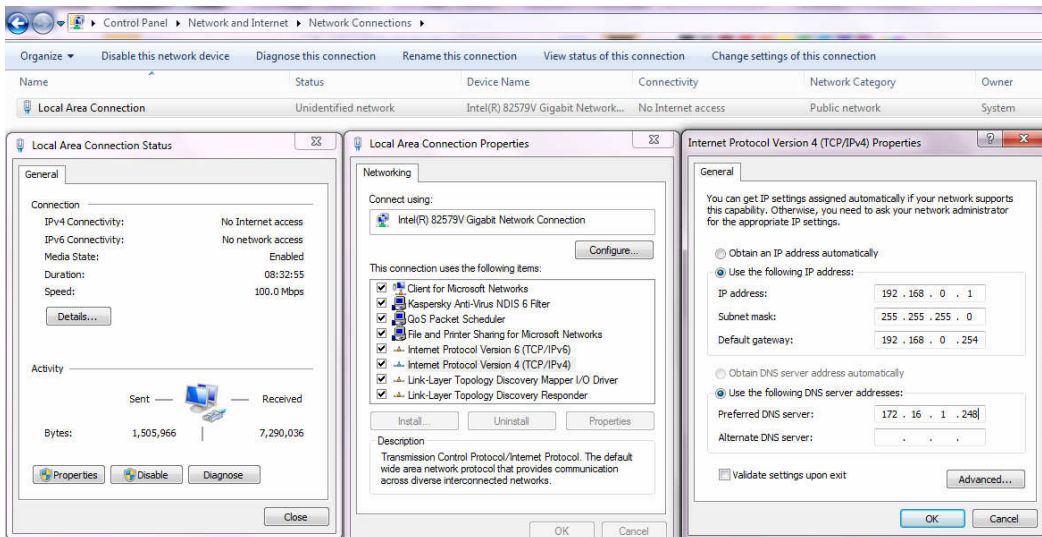 Control Panel ▸ Network and Internet ▸ Network Connections ▸
Organize ▾ Disable this network device Diagnose this connection Rename this connection View status of this connection Change settings of this connection
Name Status Device Name Connectivity Network Category Owner
Local Area Connection Unidentified network Intel(R) 82579V Gigabit Network... No Internet access Public network System
Local Area Connection Status
General
Connection
IPv4 Connectivity: No Internet access
IPv6 Connectivity: No network access
Media State: Enabled
Duration: 08:32:55
Speed: 100.0 Mbps
Details...
Activity
Sent — — Received
Bytes: 1,505,966 | 7,290,036
Properties Disable Diagnose
Close
Local Area Connection Properties
Networking
Connect using:
Intel(R) 82579V Gigabit Network Connection
Configure...
This connection uses the following items:
Client for Microsoft Networks
Kaspersky Anti-Virus NDIS 6 Filter
QoS Packet Scheduler
File and Printer Sharing for Microsoft Networks
Internet Protocol Version 6 (TCP/IPv6)
Internet Protocol Version 4 (TCP/IPv4)
Link-Layer Topology Discovery Mapper I/O Driver
Link-Layer Topology Discovery Responder
Install... Uninstall Properties
Description
Transmission Control Protocol/Internet Protocol. The default
wide area network protocol that provides communication
across diverse interconnected networks.
OK Cancel
Internet Protocol Version 4 (TCP/IPv4) Properties
General
You can get IP settings assigned automatically if your network supports
this capability. Otherwise, you need to ask your network administrator
for the appropriate IP settings.
Obtain an IP address automatically
Use the following IP address:
IP address: 192 . 168 . 0 . 1
Subnet mask: 255 . 255 . 255 . 0
Default gateway: 192 . 168 . 0 . 254
Obtain DNS server address automatically
Use the following DNS server addresses:
Preferred DNS server: 172 . 16 . 1 . 248
Alternate DNS server: . . .
Validate settings upon exit
Advanced...
OK Cancel